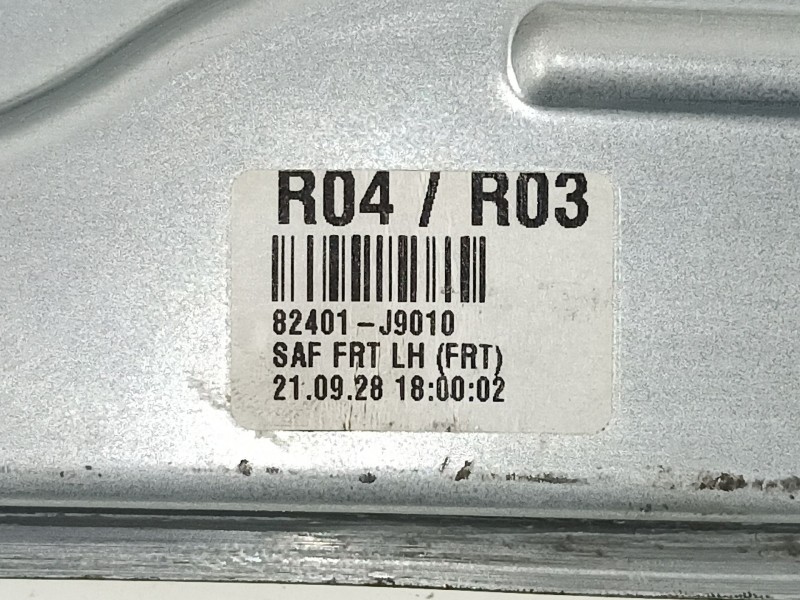 R04 / R03
82401-J9010
SAF FRT LH (FRT)
21.09.28 18:00:02